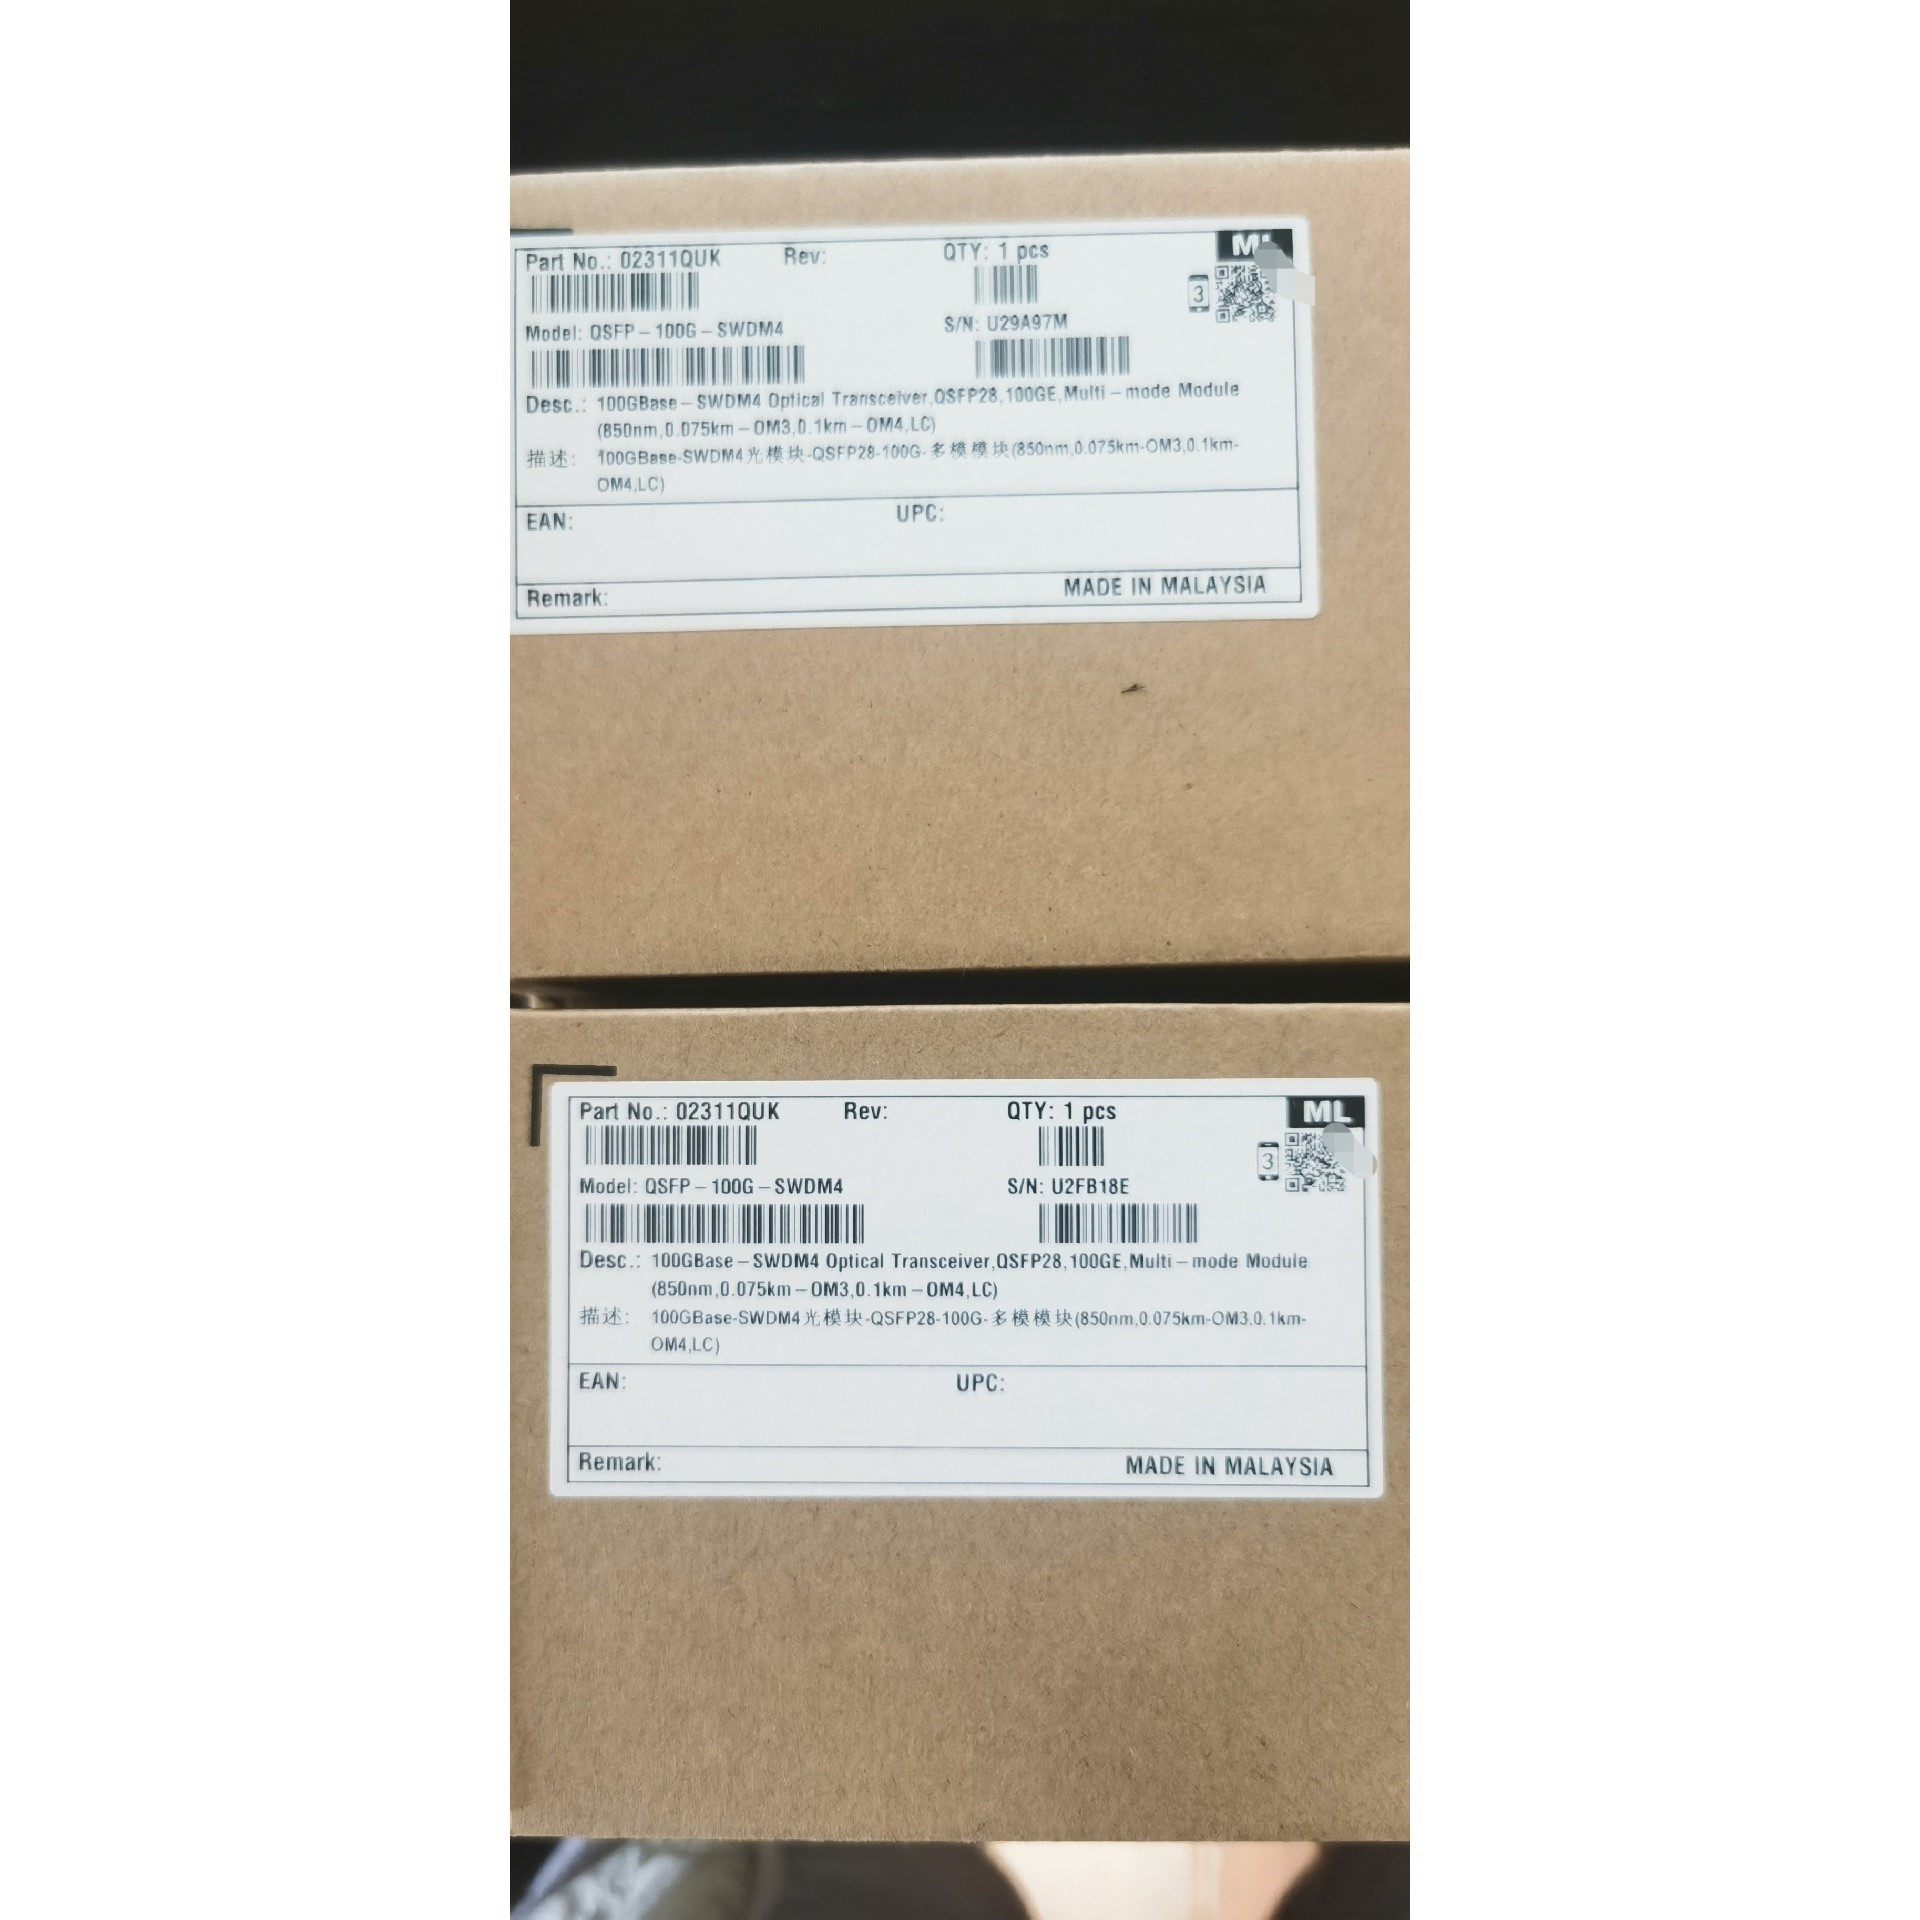 Part No.: 02311QUK Rev: QTY: 1 pcs
3
Model: QSFP-100G-SWDM4 S/N: U29A97M
Desc.: 100GBase-SWDM4 Optical Transceiver,QSFP28,100GE,Multi-mode Module
(850nm,0.075km-OM3,0.1km-OM4,LC)
描述: 100GBase-SWDM4光模块-QSFP28-100G-多模模块(850nm,0.075km-OM3,0.1km-
OM4,LC)
EAN: UPC:
Remark: MADE IN MALAYSIA
Part No.: 02311QUK Rev: QTY: 1 pcs ML
3
Model: QSFP-100G-SWDM4 S/N: U2FB18E
Desc.: 100GBase-SWDM4 Optical Transceiver,QSFP28,100GE,Multi-mode Module
(850nm,0.075km-OM3,0.1km-OM4,LC)
描述: 100GBase-SWDM4光模块-QSFP28-100G-多模模块(850nm,0.075km-OM3,0.1km-
OM4,LC)
EAN: UPC:
Remark: MADE IN MALAYSIA